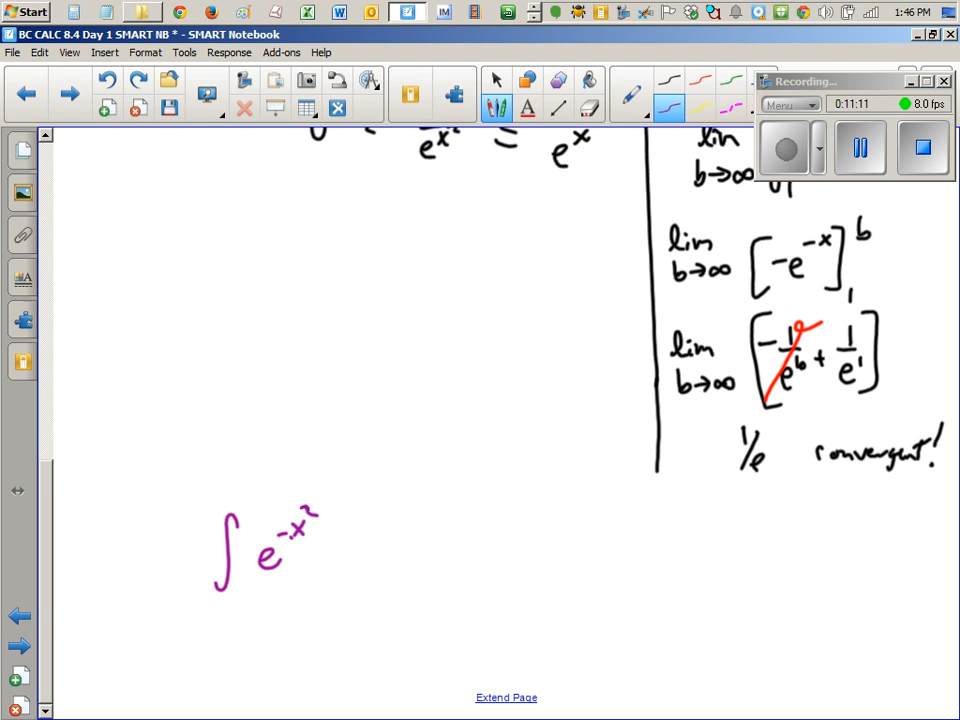 Start
1:46 PM
BC CALC 8.4 Day 1 SMART NB * - SMART Notebook
File Edit View Insert Format Tools Response Add-ons Help
Recording...
Menu 0:11:11 8.0 fps
e^x² = e^x
lim
b→∞
lim
b→∞ [-e^-x]₁^b
lim
b→∞ [-1/e^b + 1/e^1]
1/e convergent!
∫ e^-x²
Extend Page